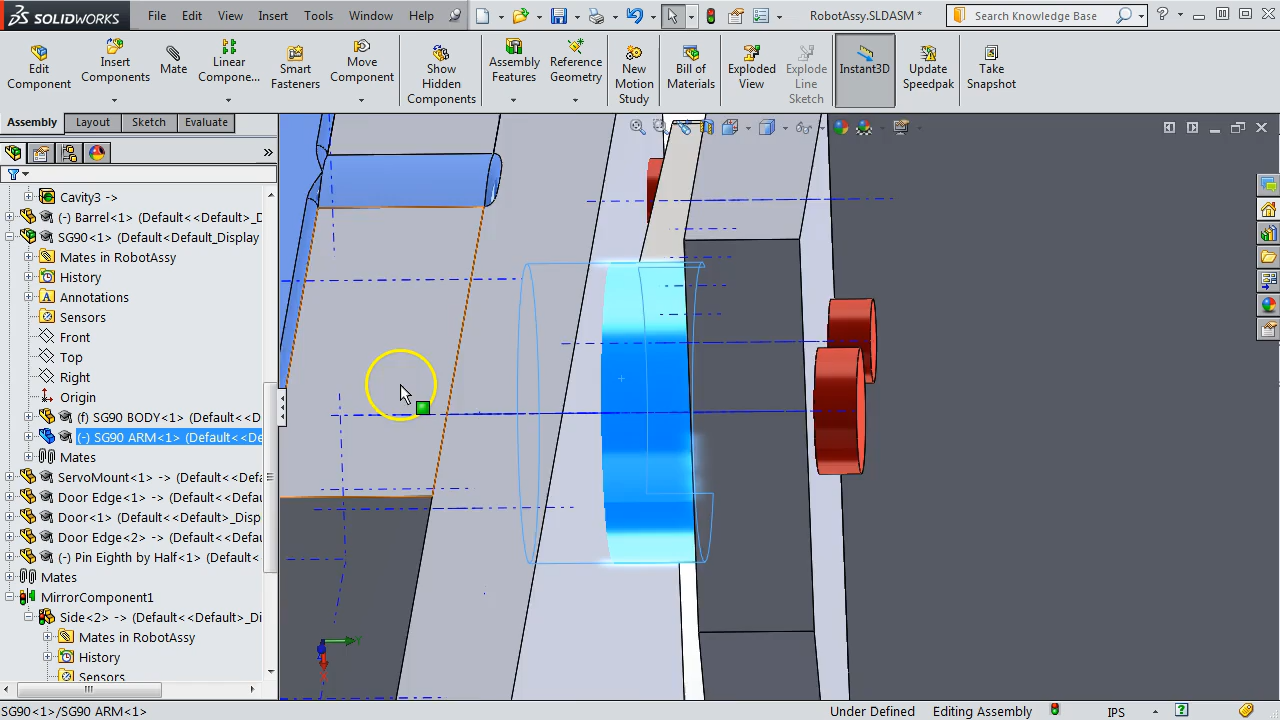 SOLIDWORKS File Edit View Insert Tools Window Help RobotAssy.SLDASM * Search Knowledge Base
Edit Component
Insert Components
Mate
Linear Compone...
Smart Fasteners
Move Component
Show Hidden Components
Assembly Features
Reference Geometry
New Motion Study
Bill of Materials
Exploded View
Explode Line Sketch
Instant3D
Update Speedpak
Take Snapshot
Assembly Layout Sketch Evaluate
Cavity3 ->
(-) Barrel<1> (Default<<Default>_D
SG90<1> (Default<Default_Display
Mates in RobotAssy
History
Annotations
Sensors
Front
Top
Right
Origin
(f) SG90 BODY<1> (Default<<D
(-) SG90 ARM<1> (Default<<De
Mates
ServoMount<1> -> (Default<<Def
Door Edge<1> -> (Default<<Defau
Door<1> (Default<<Default>_Disp
Door Edge<2> -> (Default<<Defau
(-) Pin Eighth by Half<1> (Default
Mates
MirrorComponent1
Side<2> -> (Default<<Default>_Di
Mates in RobotAssy
History
Sensors
Y
X
SG90<1>/SG90 ARM<1> Under Defined Editing Assembly IPS